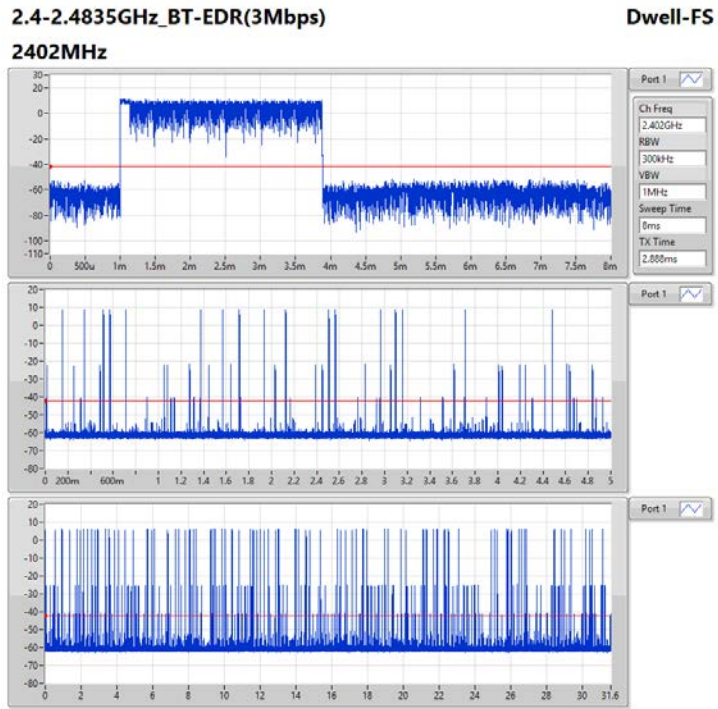 2.4-2.4835GHz_BT-EDR(3Mbps) Dwell-FS
2402MHz
30
20
0
-20
-40
-60
-80
-100
-110
0 500u 1m 1.5m 2m 2.5m 3m 3.5m 4m 4.5m 5m 5.5m 6m 6.5m 7m 7.5m 8m
Port 1
Ch Freq
2.402GHz
RBW
300kHz
VBW
1MHz
Sweep Time
8ms
TX Time
2.888ms
20
10
0
-10
-20
-30
-40
-50
-60
-70
-80
0 200m 600m 1 1.2 1.4 1.6 1.8 2 2.2 2.4 2.6 2.8 3 3.2 3.4 3.6 3.8 4 4.2 4.4 4.6 4.8 5
Port 1
20
10
0
-10
-20
-30
-40
-50
-60
-70
-80
0 2 4 6 8 10 12 14 16 18 20 22 24 26 28 30 31.6
Port 1